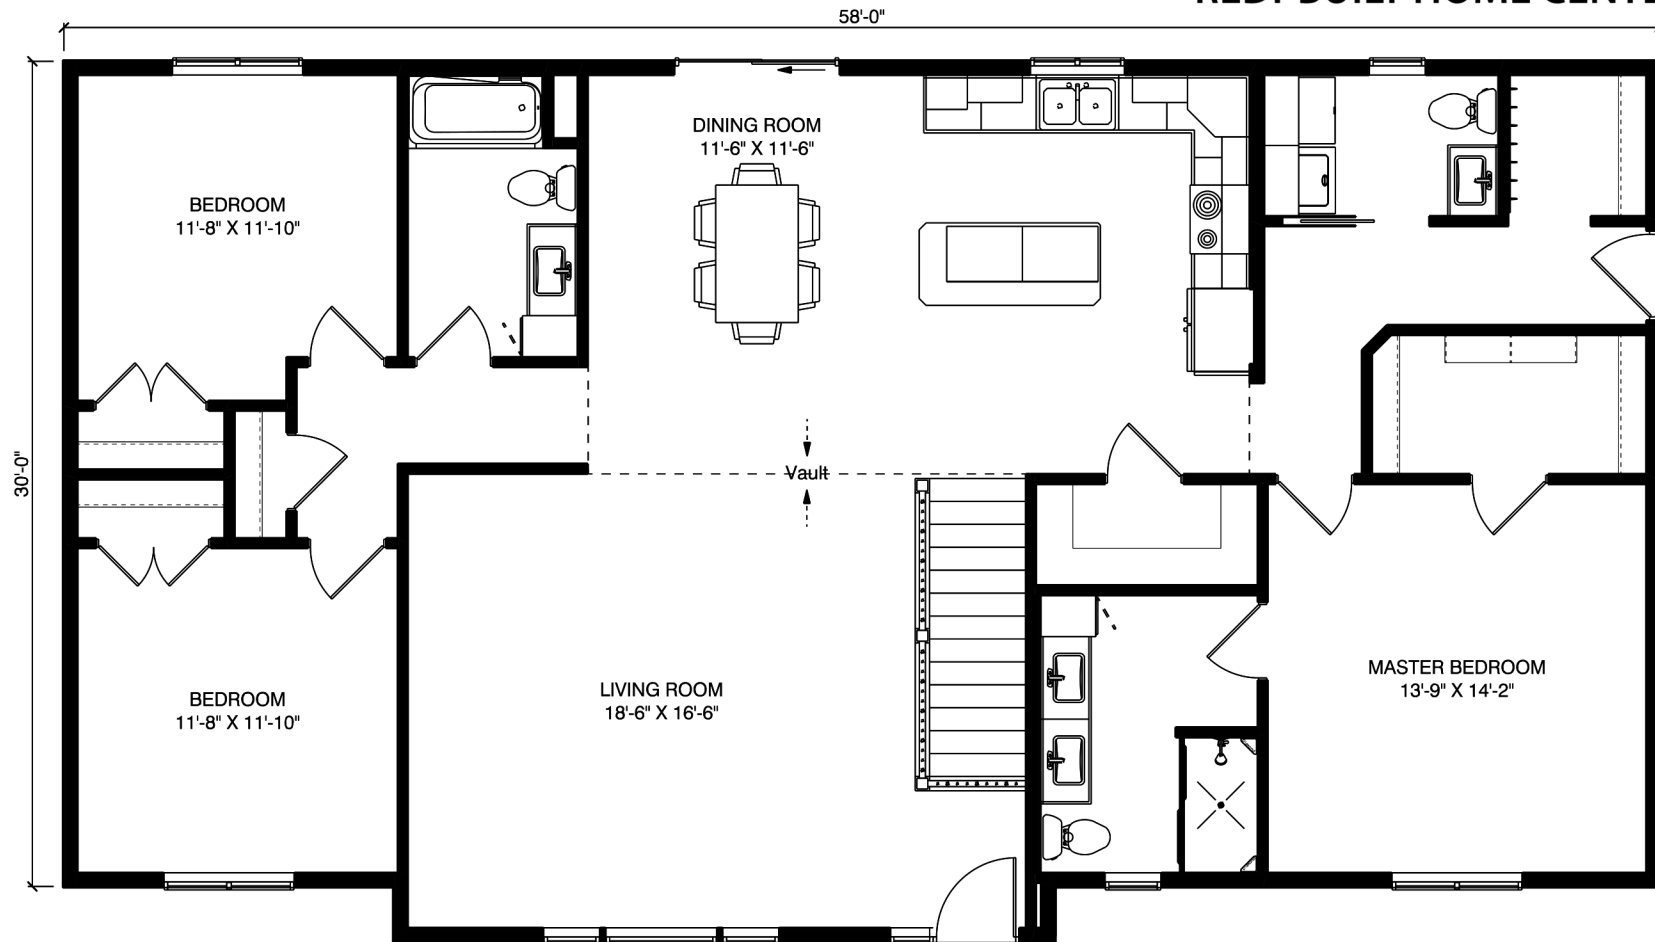 58'-0"
30'-0"
DINING ROOM
11'-6" X 11'-6"
BEDROOM
11'-8" X 11'-10"
Vault
LIVING ROOM
18'-6" X 16'-6"
MASTER BEDROOM
13'-9" X 14'-2"
BEDROOM
11'-8" X 11'-10"